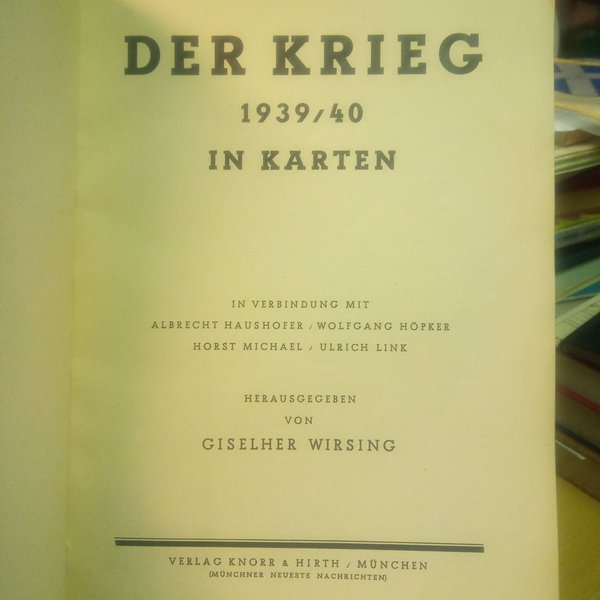 DER KRIEG
1939/40
IN KARTEN
IN VERBINDUNG MIT
ALBRECHT HAUSHOFER / WOLFGANG HÖPKER
HORST MICHAEL / ULRICH LINK
HERAUSGEGEBEN
VON
GISELHER WIRSING
VERLAG KNORR & HIRTH / MÜNCHEN
(MÜNCHNER NEUESTE NACHRICHTEN)